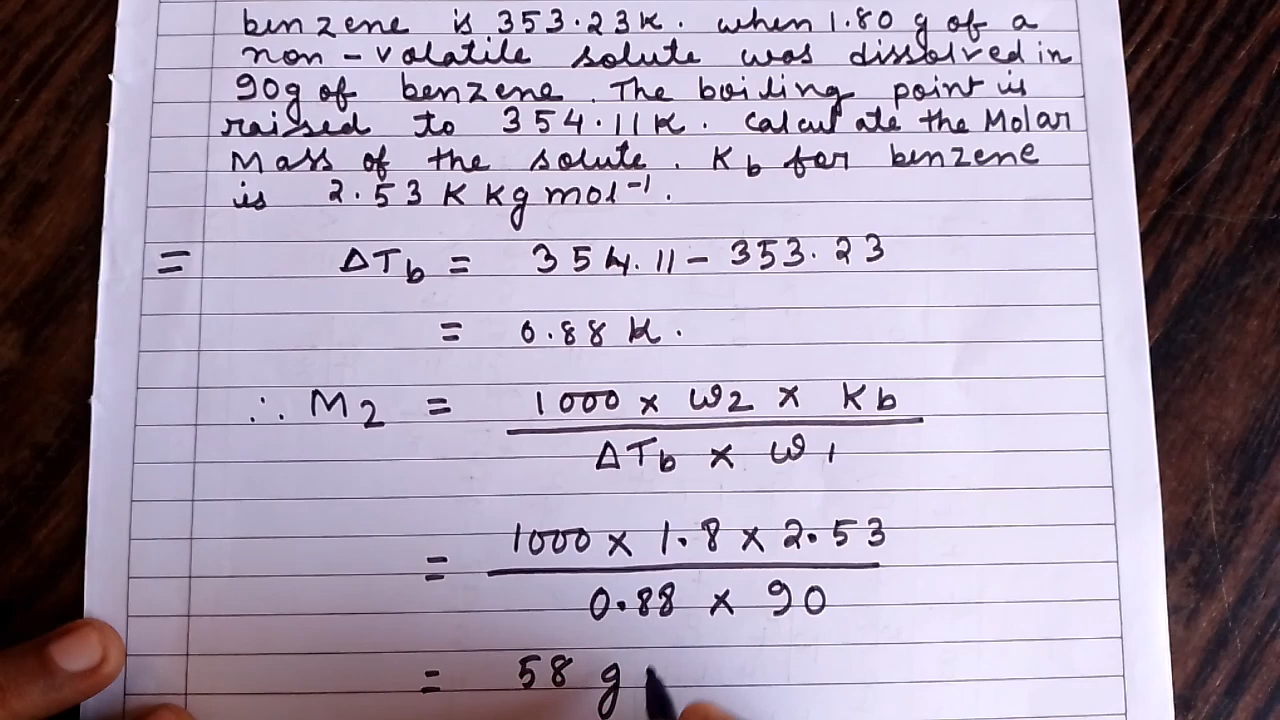 benzene is 353.23K. when 1.80 g of a
non-volatile solute was dissolved in
90g of benzene. The boiling point is
raised to 354.11K. Calculate the Molar
Mass of the solute. Kb for benzene
is 2.53 K Kg mol⁻¹.
= ΔTb = 354.11 - 353.23
= 0.88 K.
∴ M2 = 1000 x w2 x Kb
ΔTb x w1
= 1000 x 1.8 x 2.53
0.88 x 90
= 58 g